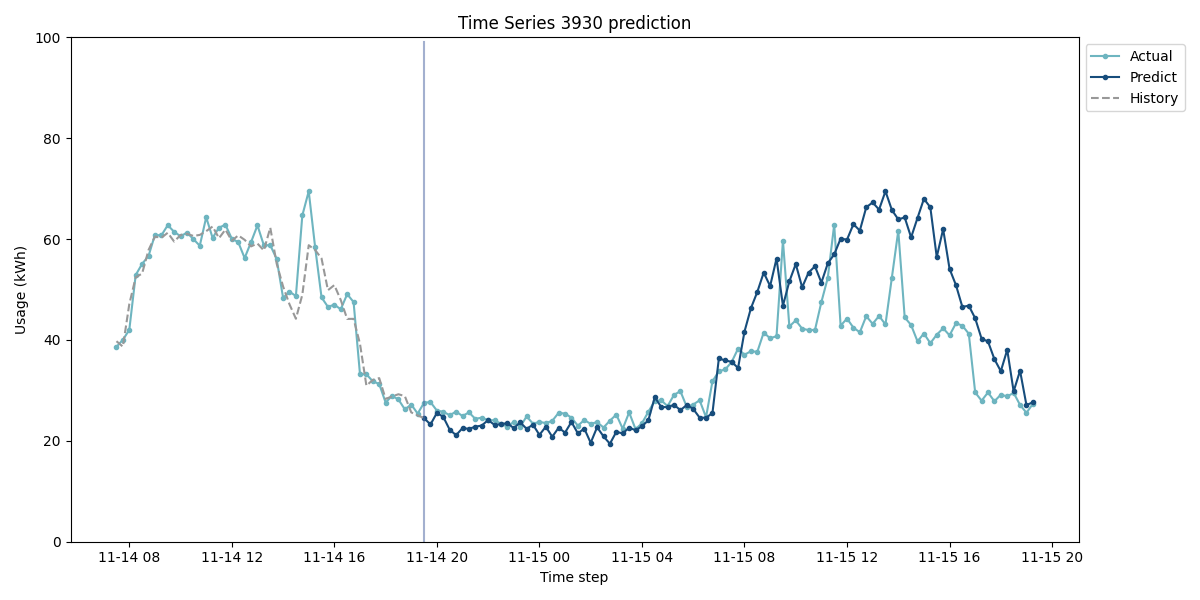 Time Series 3930 prediction
100
80
60
40
20
0
Usage (kWh)
11-14 08
11-14 12
11-14 16
11-14 20
11-15 00
11-15 04
11-15 08
11-15 12
11-15 16
11-15 20
Time step
Actual
Predict
History